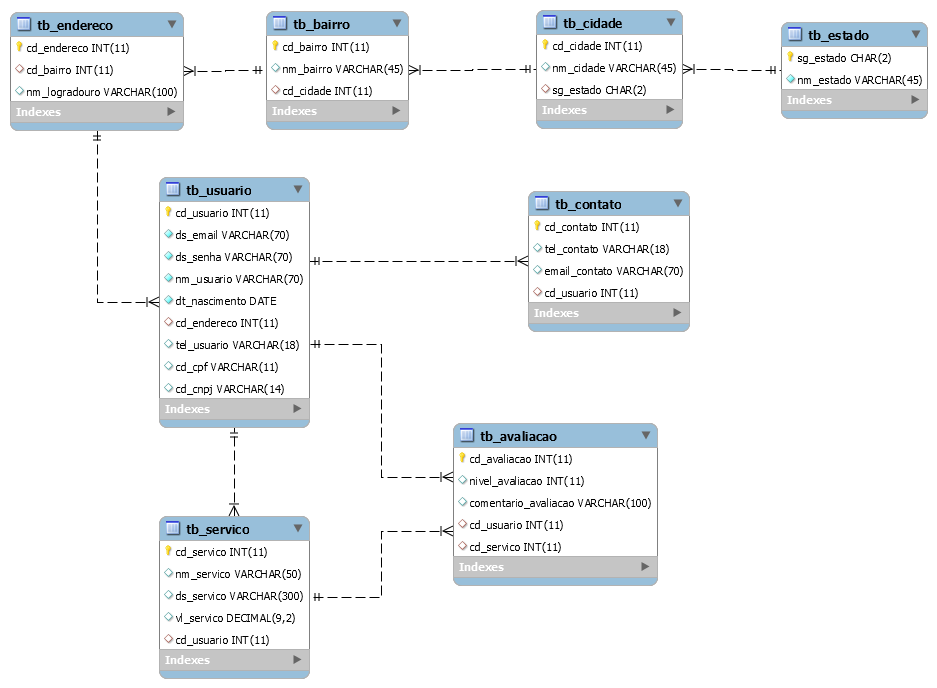 tb_endereco
cd_endereco INT(11)
cd_bairro INT(11)
nm_logradouro VARCHAR(100)
Indexes
tb_bairro
cd_bairro INT(11)
nm_bairro VARCHAR(45)
cd_cidade INT(11)
Indexes
tb_cidade
cd_cidade INT(11)
nm_cidade VARCHAR(45)
sg_estado CHAR(2)
Indexes
tb_estado
sg_estado CHAR(2)
nm_estado VARCHAR(45)
Indexes
tb_usuario
cd_usuario INT(11)
ds_email VARCHAR(70)
ds_senha VARCHAR(70)
nm_usuario VARCHAR(70)
dt_nascimento DATE
cd_endereco INT(11)
tel_usuario VARCHAR(18)
cd_cpf VARCHAR(11)
cd_cnpj VARCHAR(14)
Indexes
tb_contato
cd_contato INT(11)
tel_contato VARCHAR(18)
email_contato VARCHAR(70)
cd_usuario INT(11)
Indexes
tb_avaliacao
cd_avaliacao INT(11)
nivel_avaliacao INT(11)
comentario_avaliacao VARCHAR(100)
cd_usuario INT(11)
cd_servico INT(11)
Indexes
tb_servico
cd_servico INT(11)
nm_servico VARCHAR(50)
ds_servico VARCHAR(300)
vl_servico DECIMAL(9,2)
cd_usuario INT(11)
Indexes